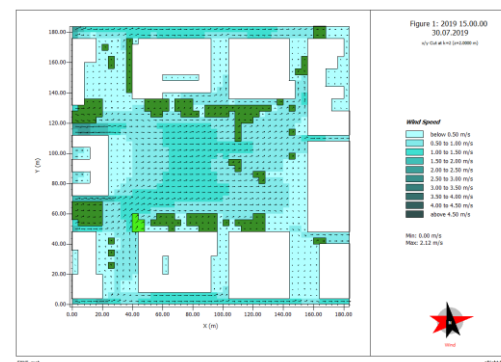 Figure 1: 2019 15.00.00
30.07.2019
x/y Cut at k=2 (z=3.0000 m)
180.00
160.00
140.00
120.00
100.00
80.00
60.00
40.00
20.00
0.00
Y (m)
0.00 20.00 40.00 60.00 80.00 100.00 120.00 140.00 160.00 180.00
X (m)
Wind Speed
below 0.50 m/s
0.50 to 1.00 m/s
1.00 to 1.50 m/s
1.50 to 2.00 m/s
2.00 to 2.50 m/s
2.50 to 3.00 m/s
3.00 to 3.50 m/s
3.50 to 4.00 m/s
4.00 to 4.50 m/s
above 4.50 m/s
Min: 0.00 m/s
Max: 2.12 m/s
Wind